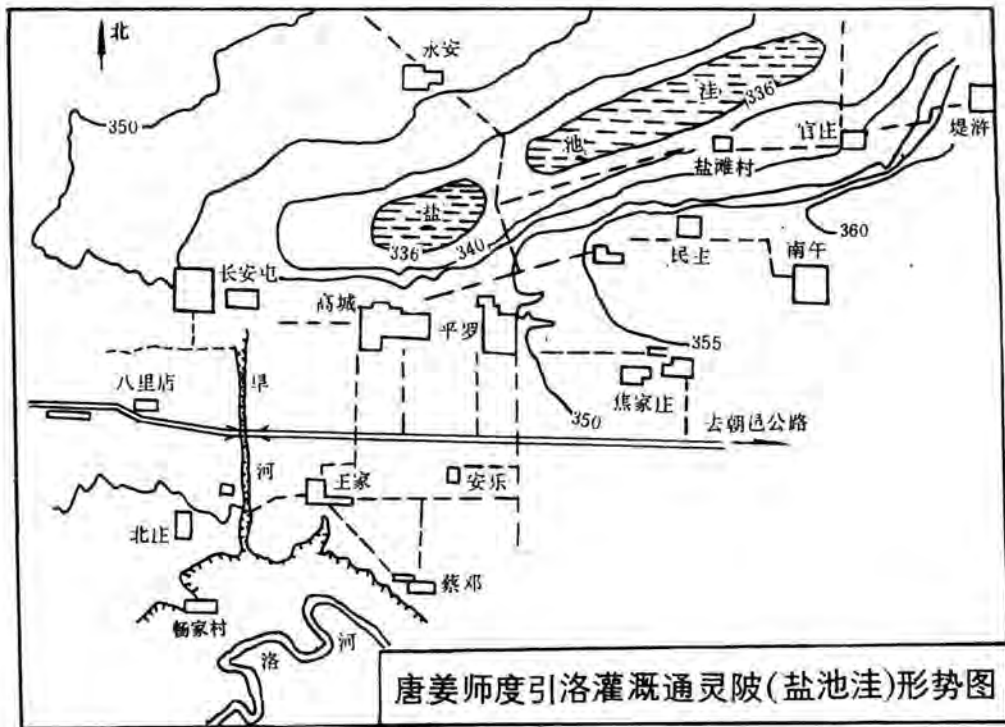 北
永安
350
洼
336
池
盐滩村
官庄
堤浒
盐
336
340
民主
南午
360
长安屯
高城
平罗
355
八里店
旱
焦家庄
350
去朝邑公路
河
王家
安乐
北庄
蔡邓
杨家村
洛
河
唐姜师度引洛灌溉通灵陂(盐池洼)形势图